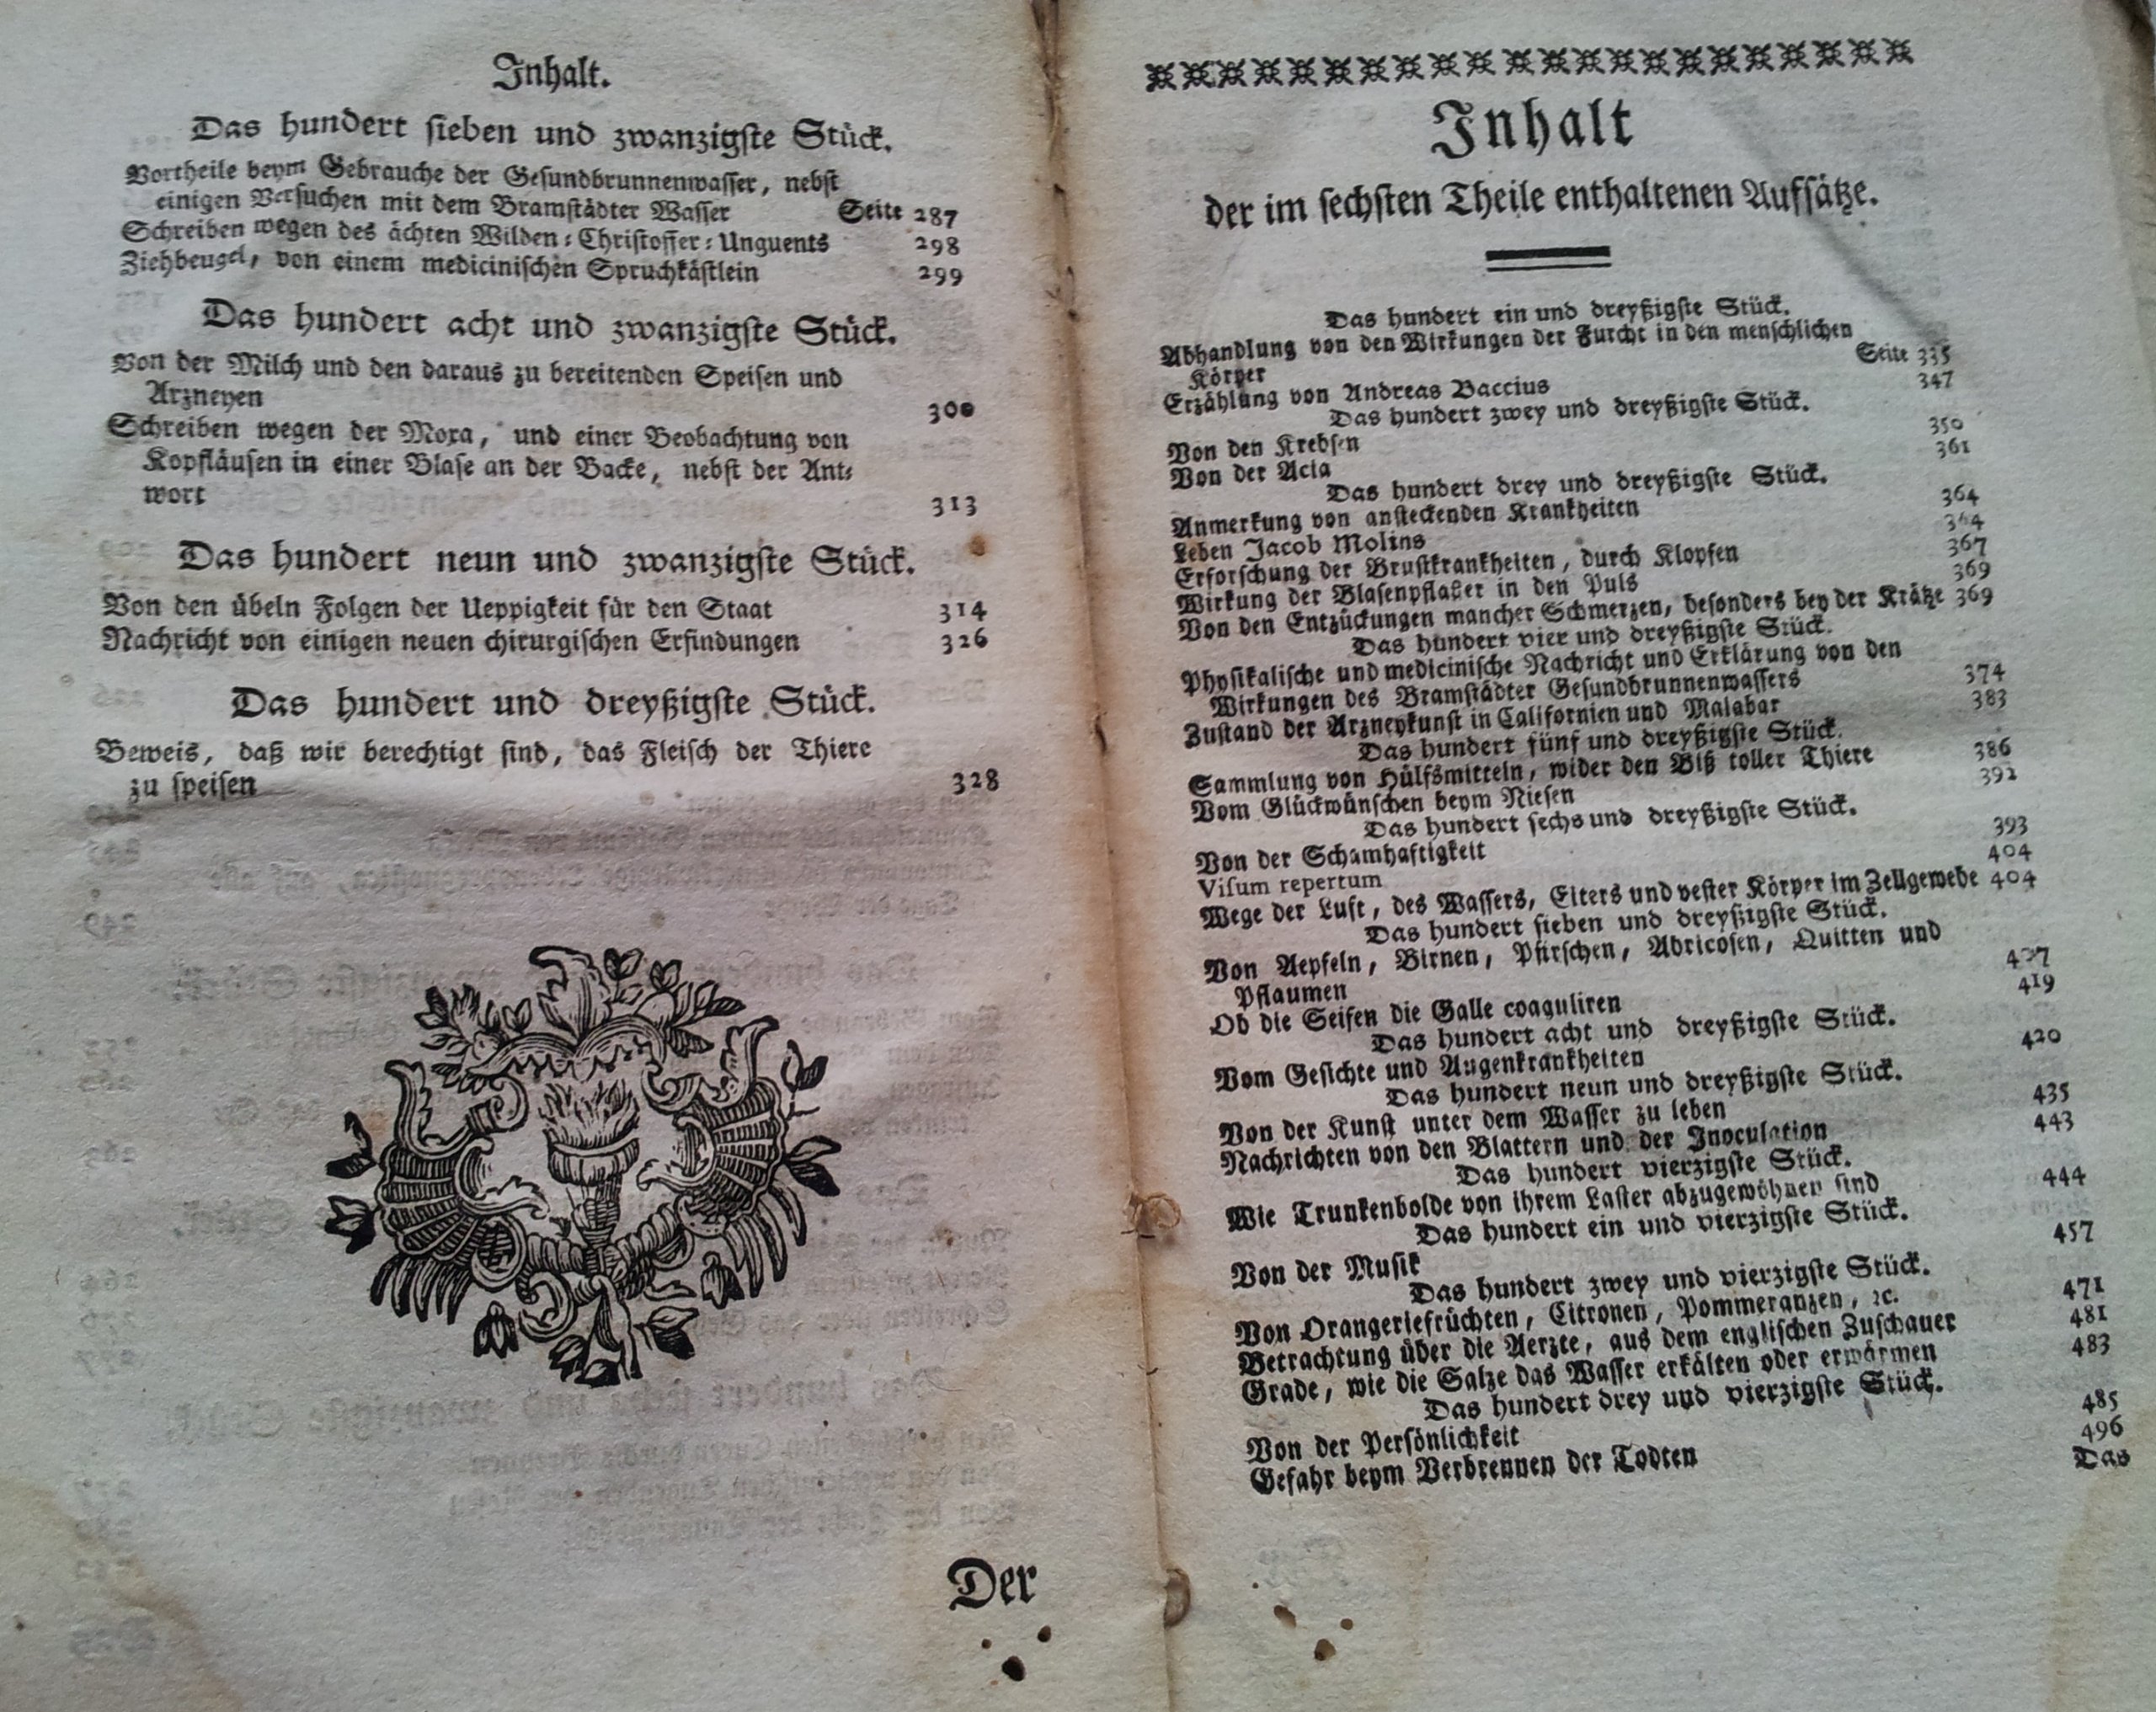 Inhalt.
Das hundert sieben und zwanzigste Stück.
Vortheile beym Gebrauche der Gesundbrunnenwasser, nebst
einigen Versuchen mit dem Bramstädter Wasser Seite 287
Schreiben wegen des ächten Wilden-Christoffer-Unguents 298
Ziehbeugel, von einem medicinischen Spruchkästlein 299
Das hundert acht und zwanzigste Stück.
Von der Milch und den daraus zu bereitenden Speisen und
Arzneyen 300
Schreiben wegen der Moxa, und einer Beobachtung von
Kopfläusen in einer Blase an der Backe, nebst der Ant-
wort 313
Das hundert neun und zwanzigste Stück.
Von den übeln Folgen der Ueppigkeit für den Staat 314
Nachricht von einigen neuen chirurgischen Erfindungen 326
Das hundert und dreyßigste Stück.
Beweis, daß wir berechtigt sind, das Fleisch der Thiere
zu speisen 328
Der
Inhalt
der im sechsten Theile enthaltenen Aufsätze.
Das hundert ein und dreyßigste Stück.
Abhandlung von den Wirkungen der Furcht in den menschlichen
Körper Seite 335
Erzählung von Andreas Baccius 347
Das hundert zwey und dreyßigste Stück.
Von den Krebsen 350
Von der Acia 361
Das hundert drey und dreyßigste Stück.
Anmerkung von ansteckenden Krankheiten 364
Leben Jacob Molins 364
Erforschung der Brustkrankheiten, durch Klopfen 367
Wirkung der Blasenpflaster in den Puls 369
Von den Entzückungen mancher Schmerzen, besonders bey der Krätze 369
Das hundert vier und dreyßigste Stück.
Physikalische und medicinische Nachricht und Erklärung von den
Wirkungen des Bramstädter Gesundbrunnenwassers 374
Zustand der Arzneykunst in Californien und Malabar 383
Das hundert fünf und dreyßigste Stück.
Sammlung von Hülfsmitteln, wider den Biß toller Thiere 386
Vom Glückwünschen beym Niesen 392
Das hundert sechs und dreyßigste Stück.
Von der Schamhaftigkeit 393
Visum repertum 404
Wege der Luft, des Wassers, Eiters und vester Körper im Zellgewebe 404
Das hundert sieben und dreyßigste Stück.
Von Aepfeln, Birnen, Pfirschen, Abricosen, Quitten und
Pflaumen 407
Ob die Seifen die Galle coaguliren 419
Das hundert acht und dreyßigste Stück.
Vom Gesichte und Augenkrankheiten 420
Das hundert neun und dreyßigste Stück.
Von der Kunst unter dem Wasser zu leben 435
Nachrichten von den Blattern und der Inoculation 443
Das hundert vierzigste Stück.
Wie Trunkenbolde von ihrem Laster abzugewöhnen sind 444
Das hundert ein und vierzigste Stück.
Von der Musik 457
Das hundert zwey und vierzigste Stück.
Von Orangeriefrüchten, Citronen, Pommeranzen, ꝛc. 471
Betrachtung über die Aerzte, aus dem englischen Zuschauer 481
Grade, wie die Salze das Wasser erkälten oder erwärmen 483
Das hundert drey und vierzigste Stück.
Von der Persönlichkeit 485
Gefahr beym Verbrennen der Todten 496
Das